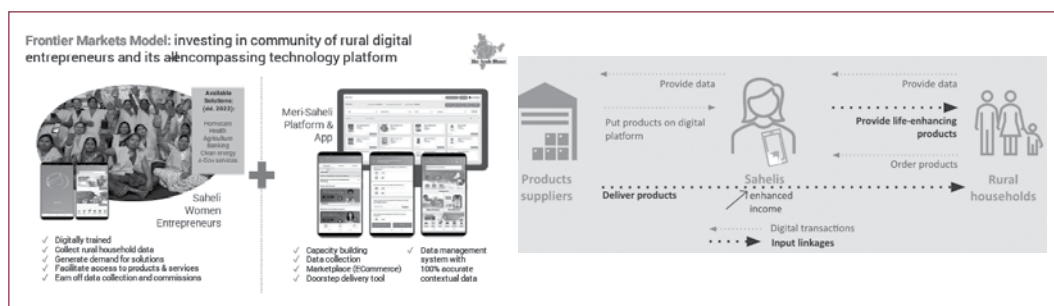 Frontier Markets Model: investing in community of rural digital
entrepreneurs and its all-encompassing technology platform
Available
Solutions:
Homecare
Health
Agriculture
Banking
Clean energy
e-Gov services
Saheli
Women
Entrepreneurs
✓ Digitally trained
✓ Collect rural household data
✓ Generate demand for solutions
✓ Facilitate access to products & services
✓ Earn off data collection and commissions
Meri-Saheli
Platform &
App
✓ Capacity building
✓ Data collection
✓ Marketplace (ECommerce)
✓ Doorstep delivery tool
✓ Data management
system with
100% accurate
contextual data
Provide data
Put products on digital
platform
Products
suppliers
Deliver products
Sahelis
enhanced
income
Provide data
Provide life-enhancing
products
Order products
Rural
households
Digital transactions
Input linkages